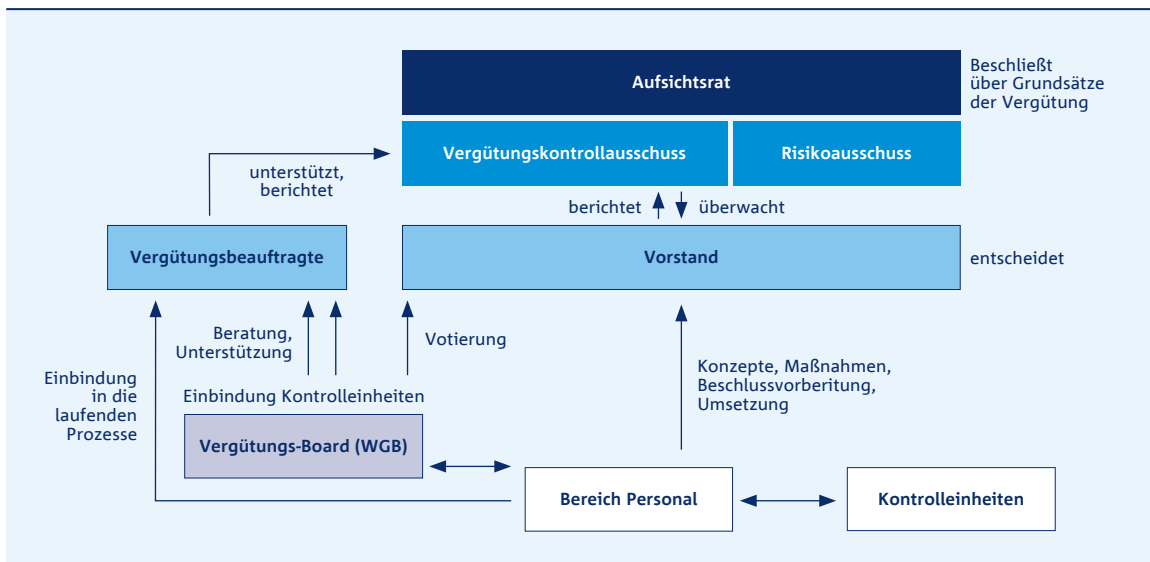 Aufsichtsrat
Beschließt
über Grundsätze
der Vergütung
Vergütungskontrollausschuss
Risikoausschuss
unterstützt,
berichtet
berichtet
überwacht
Vergütungsbeauftragte
Vorstand
entscheidet
Beratung,
Unterstützung
Votierung
Konzepte, Maßnahmen,
Beschlussvorberitung,
Umsetzung
Einbindung
in die
laufenden
Prozesse
Einbindung Kontrolleinheiten
Vergütungs-Board (WGB)
Bereich Personal
Kontrolleinheiten